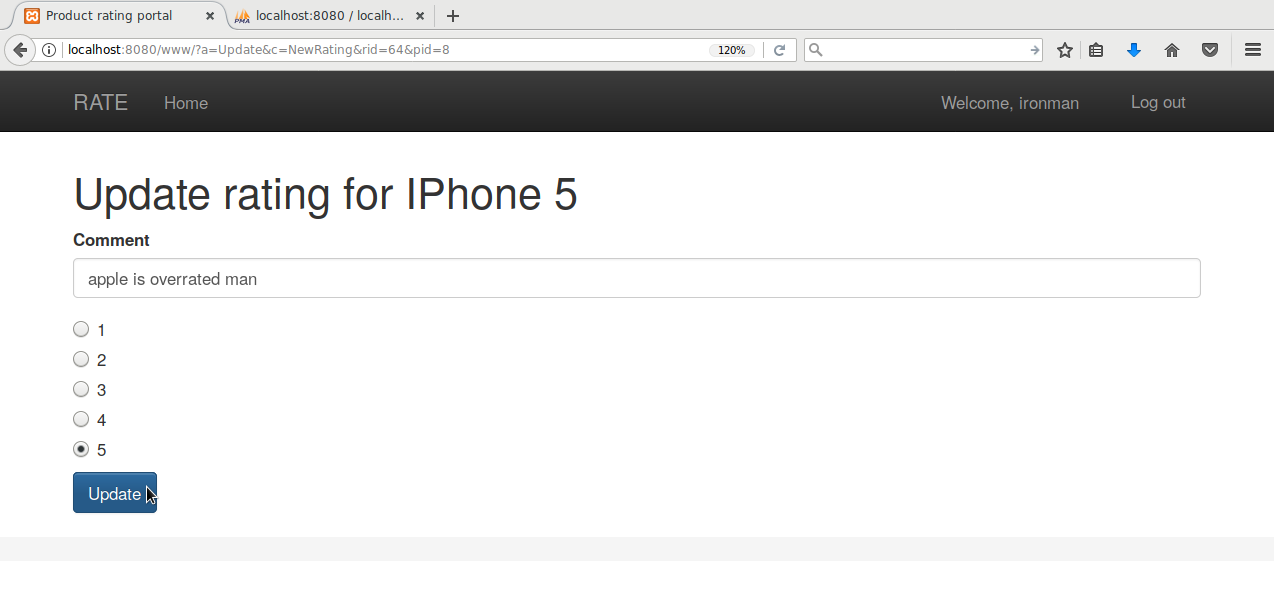 Product rating portal
localhost:8080 / localh...
localhost:8080/www/?a=Update&c=NewRating&rid=64&pid=8
120%
RATE
Home
Welcome, ironman
Log out
Update rating for IPhone 5
Comment
apple is overrated man
1
2
3
4
5
Update